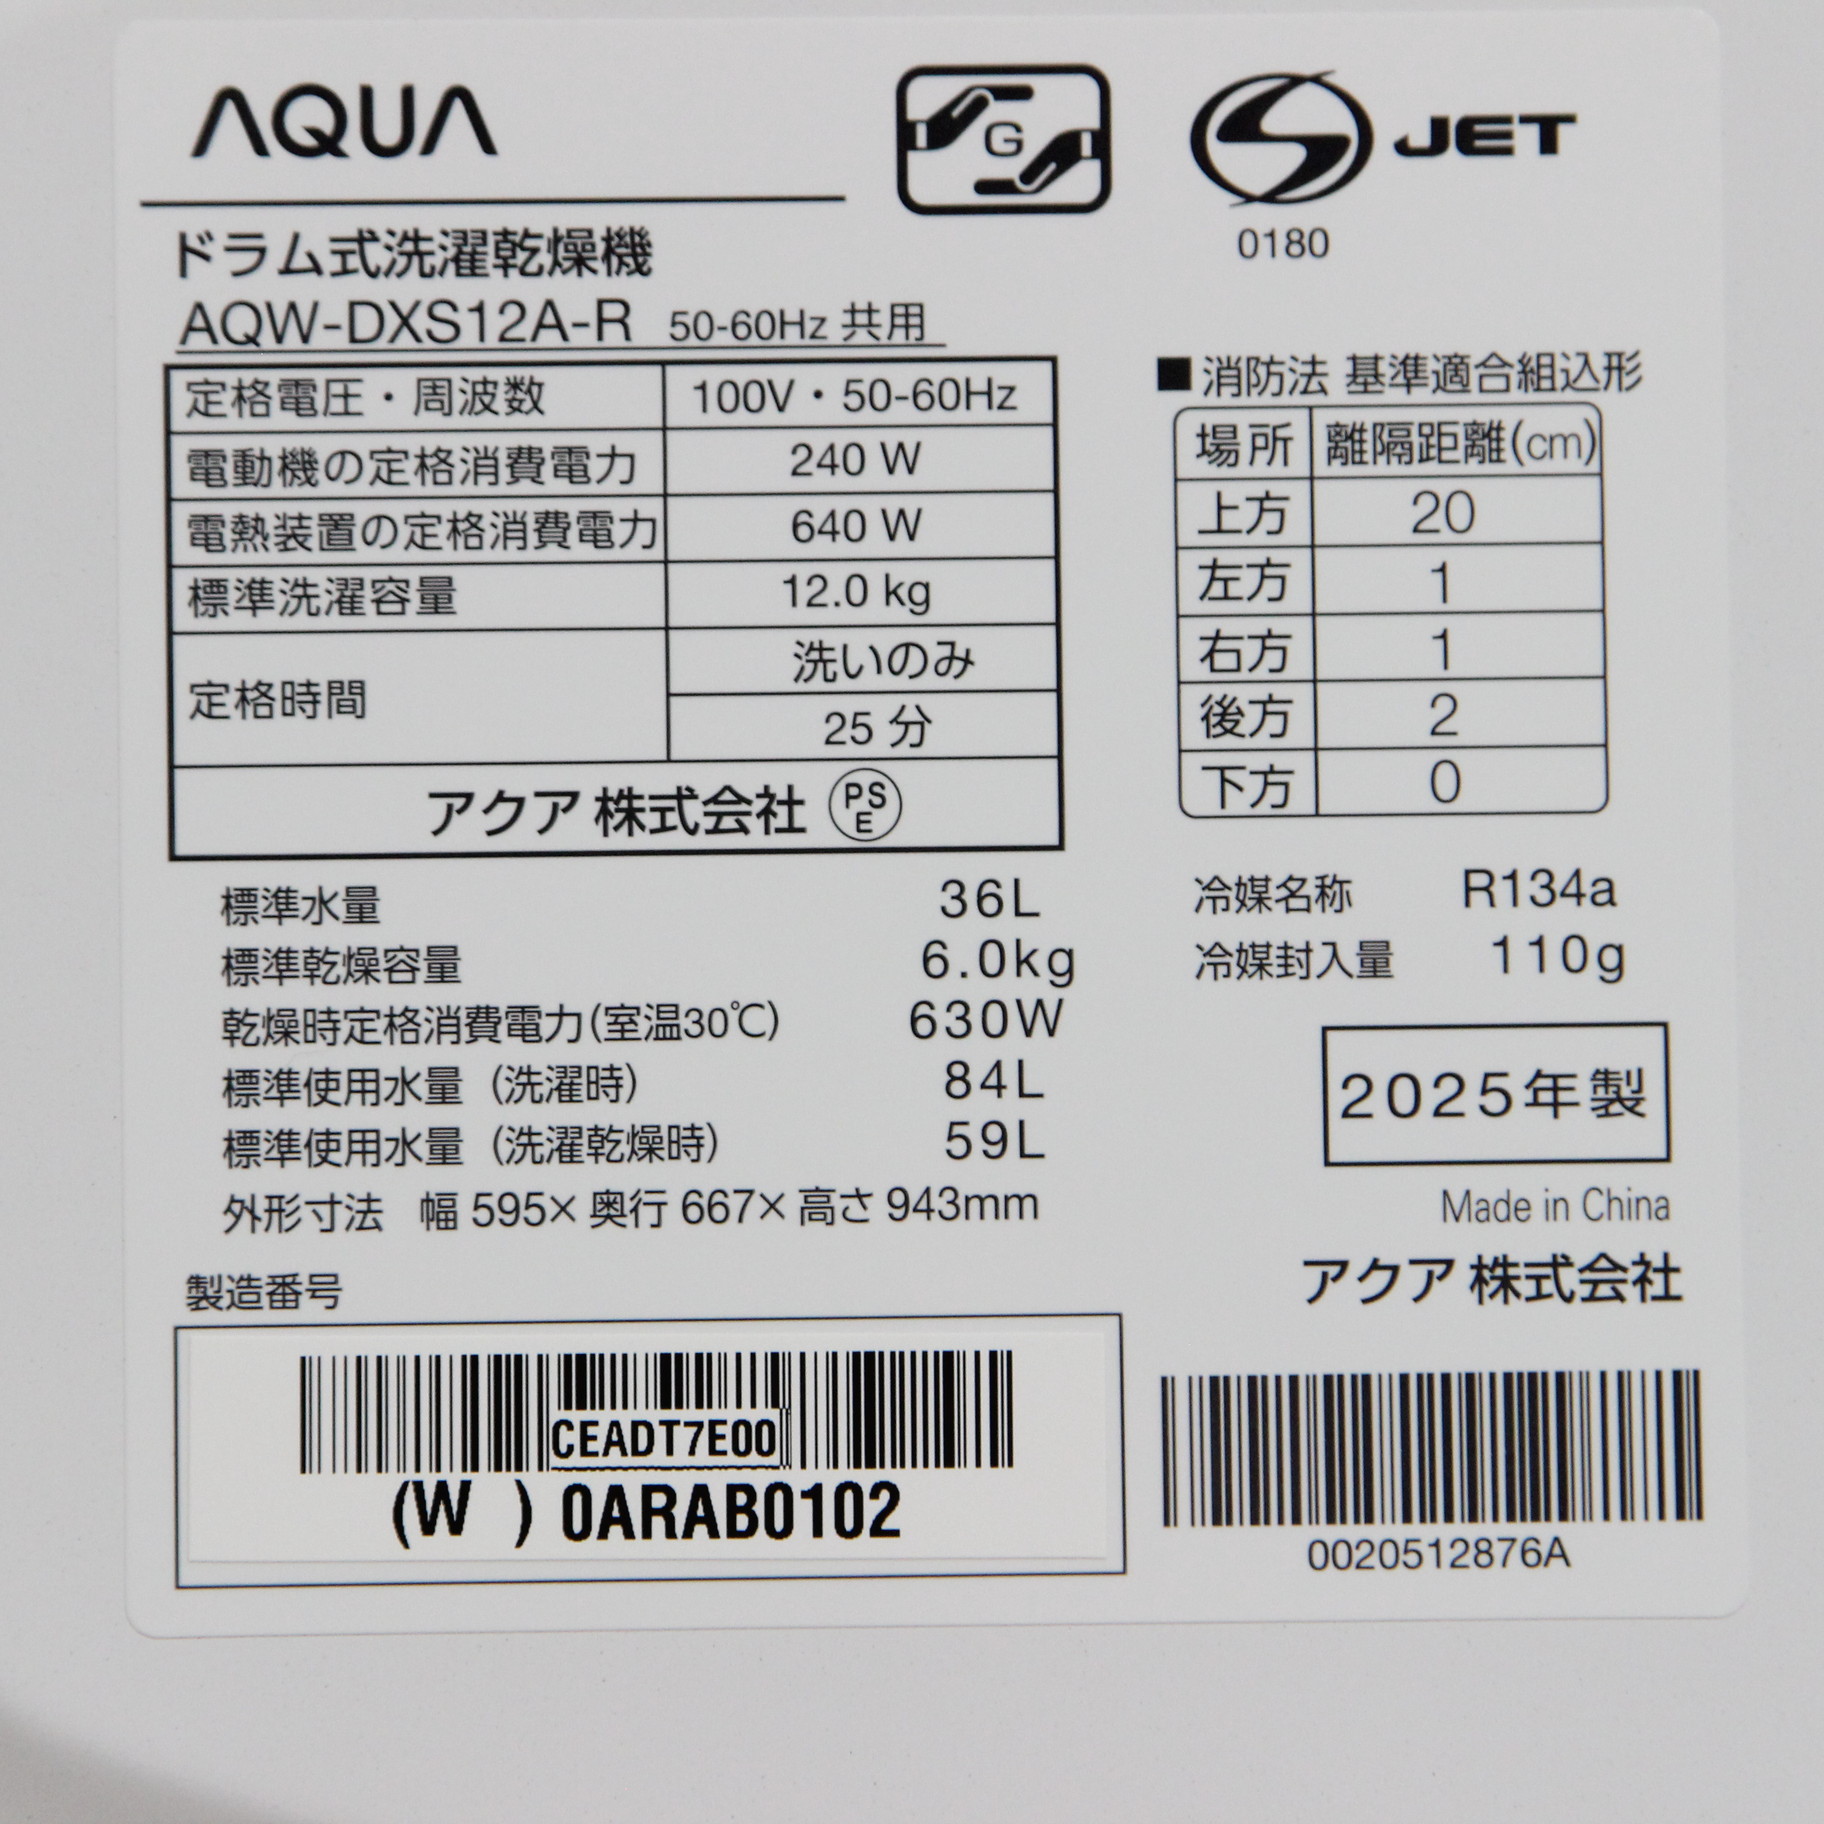 AQUA
G
JET
0180
ドラム式洗濯乾燥機
AQW-DXS12A-R 50-60Hz 共用
定格電圧・周波数 100V・50-60Hz
電動機の定格消費電力 240 W
電熱装置の定格消費電力 640 W
標準洗濯容量 12.0 kg
定格時間 洗いのみ
25 分
アクア 株式会社 PSE
■消防法 基準適合組込形
場所 離隔距離(cm)
上方 20
左方 1
右方 1
後方 2
下方 0
標準水量 36L
標準乾燥容量 6.0kg
乾燥時定格消費電力(室温30℃) 630W
標準使用水量 (洗濯時) 84L
標準使用水量 (洗濯乾燥時) 59L
外形寸法 幅 595× 奥行 667× 高さ 943mm
冷媒名称 R134a
冷媒封入量 110g
2025年製
Made in China
アクア 株式会社
製造番号
CEADT7E00
(W ) 0ARAB0102
0020512876A